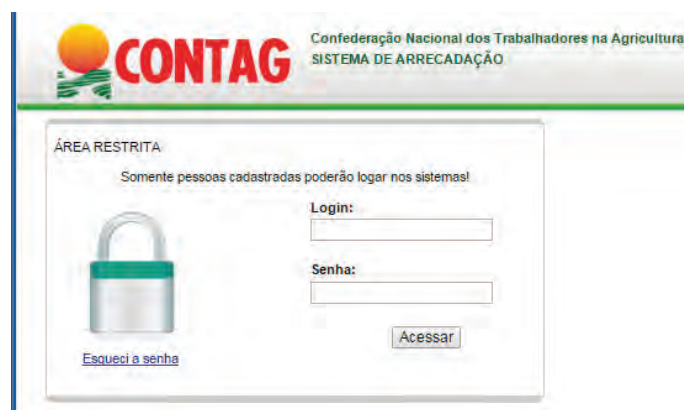 CONTAG
Confederação Nacional dos Trabalhadores na Agricultura
SISTEMA DE ARRECADAÇÃO
ÁREA RESTRITA
Somente pessoas cadastradas poderão logar nos sistemas!
Login:
Senha:
Acessar
Esqueci a senha